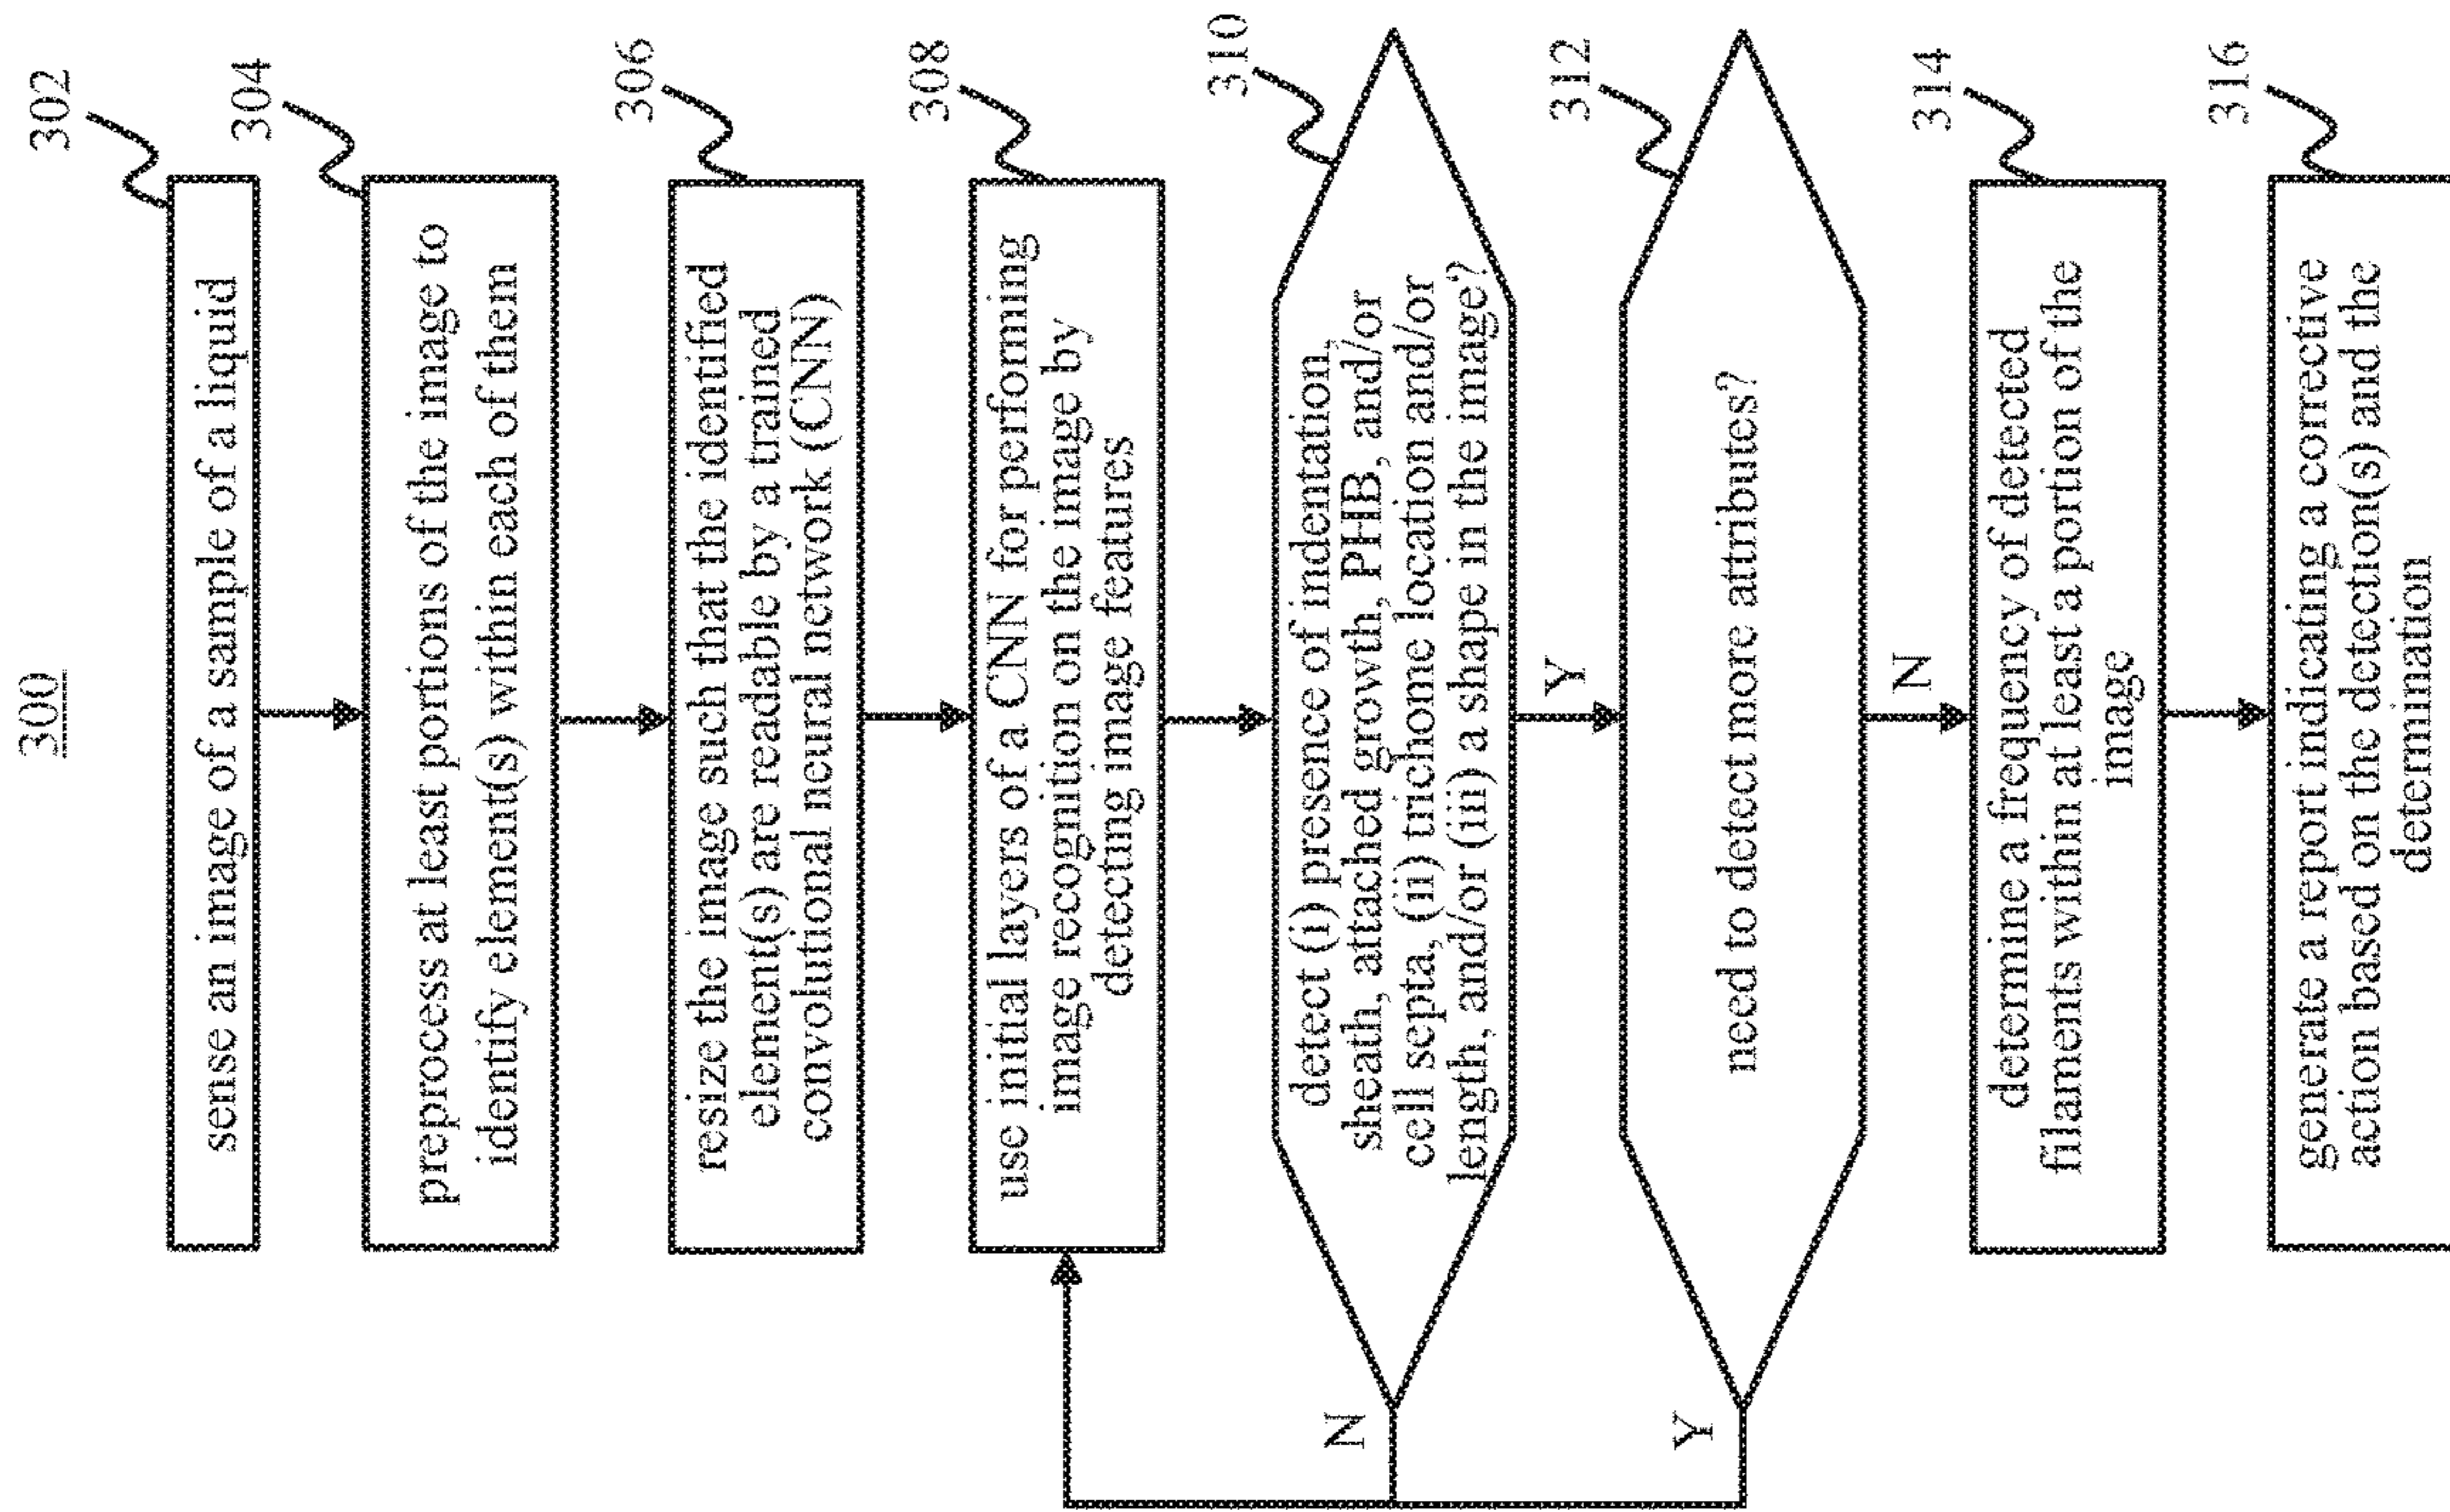 300
302
sense an image of a sample of a liquid
304
preprocess at least portions of the image to
identify element(s) within each of them
306
resize the image such that the identified
element(s) are readable by a trained
convolutional neural network (CNN)
308
use initial layers of a CNN for performing
image recognition on the image by
detecting image features
310
detect (i) presence of indentation,
sheath, attached growth, PHB, and/or
cell septa, (ii) trichome location and/or
length, and/or (iii) a shape in the image?
N
Y
312
need to detect more attributes?
Y
N
314
determine a frequency of detected
filaments within at least a portion of the
image
316
generate a report indicating a corrective
action based on the detection(s) and the
determination